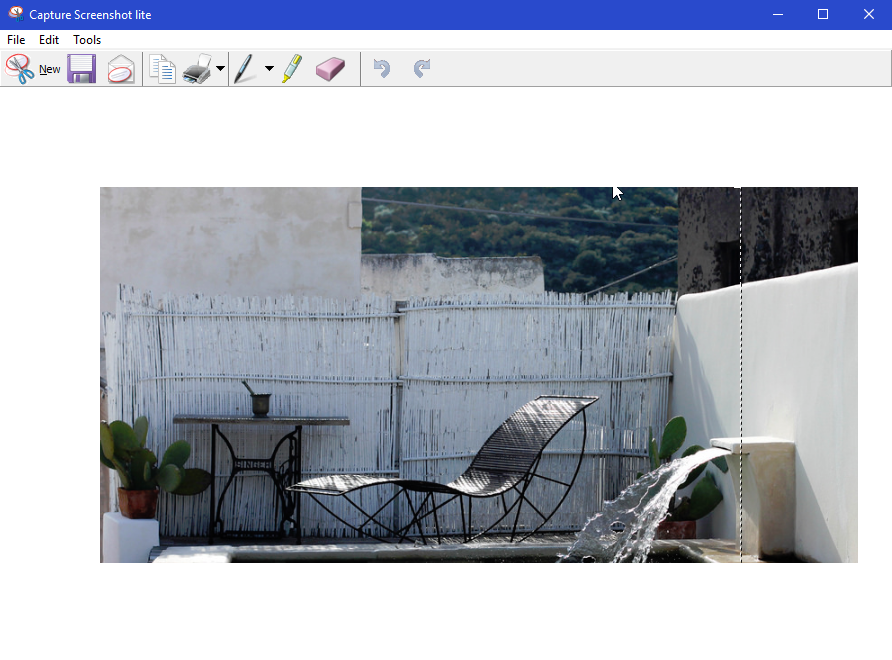 Capture Screenshot lite
File Edit Tools
New
SINGER